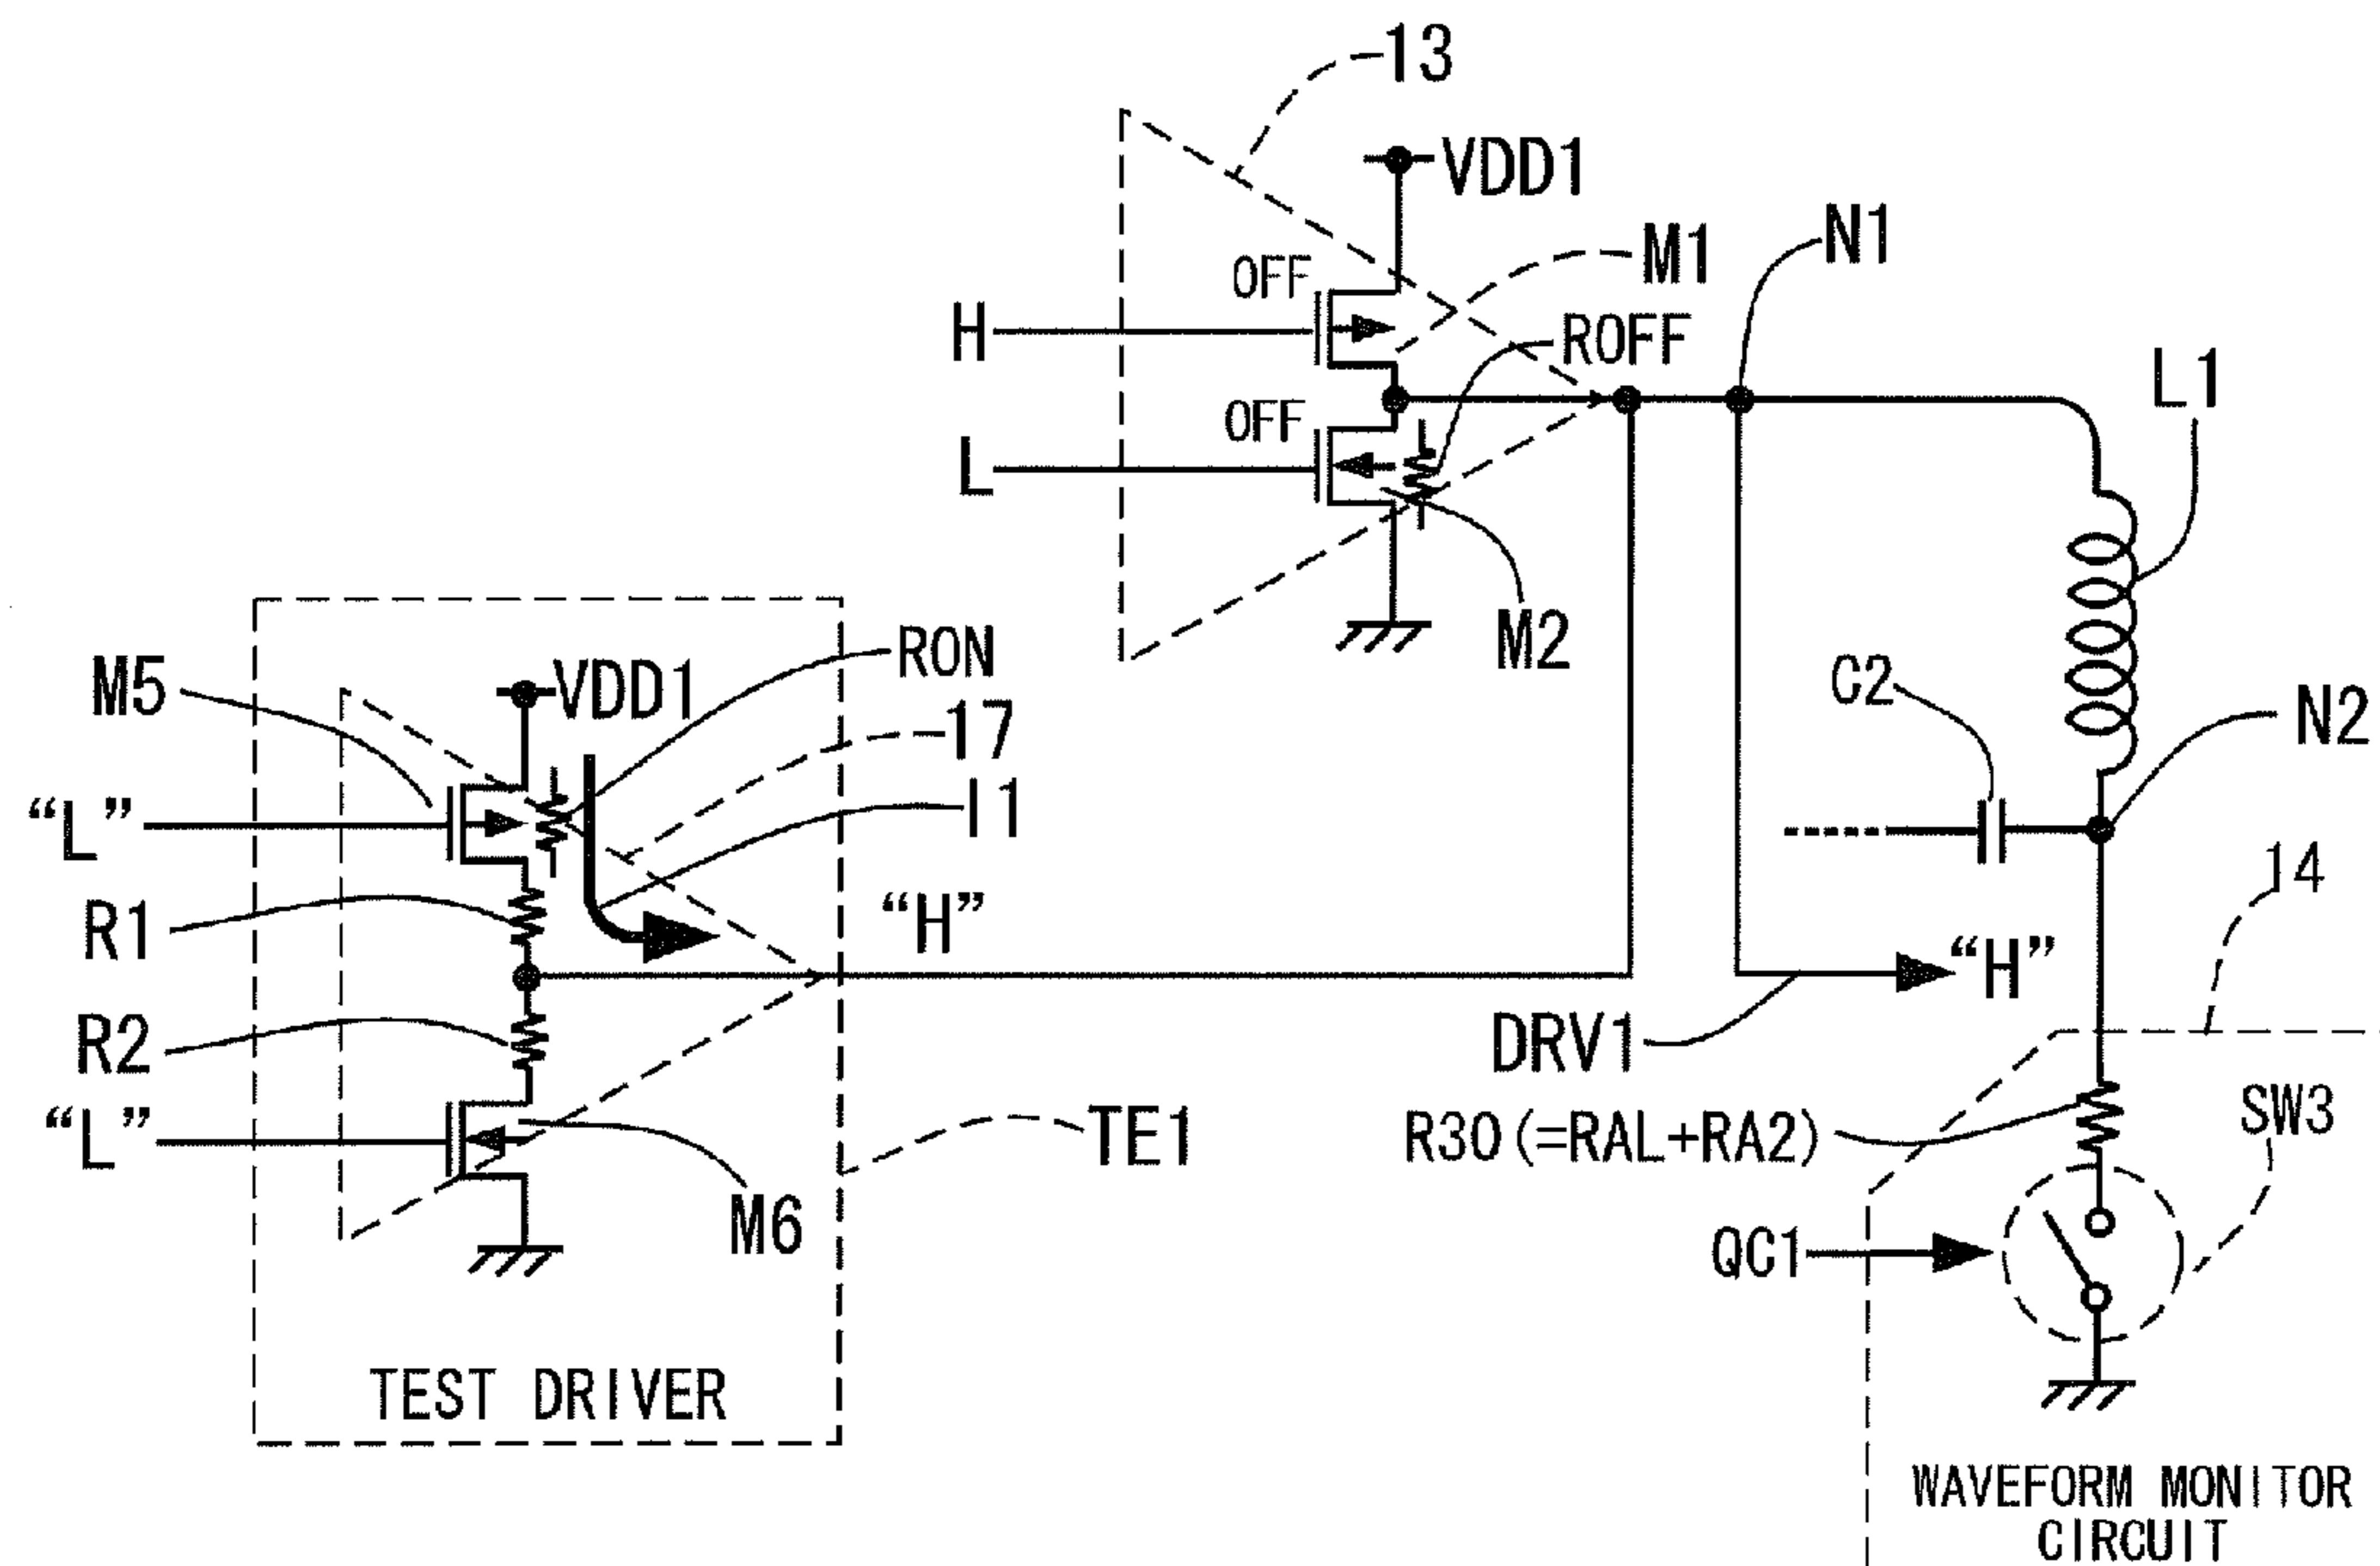 13
VDD1
N1
M1
OFF
H
ROFF
L1
OFF
L
M2
RON
M5
VDD1
C2
N2
17
"L"
I1
14
R1
"H"
"H"
R2
DRV1
"L"
TE1
R30(=RAL+RA2)
SW3
M6
QC1
TEST DRIVER
WAVEFORM MONITOR
CIRCUIT